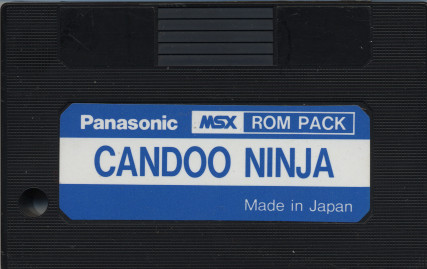 Panasonic MSX ROM PACK
CANDOO NINJA
Made in Japan